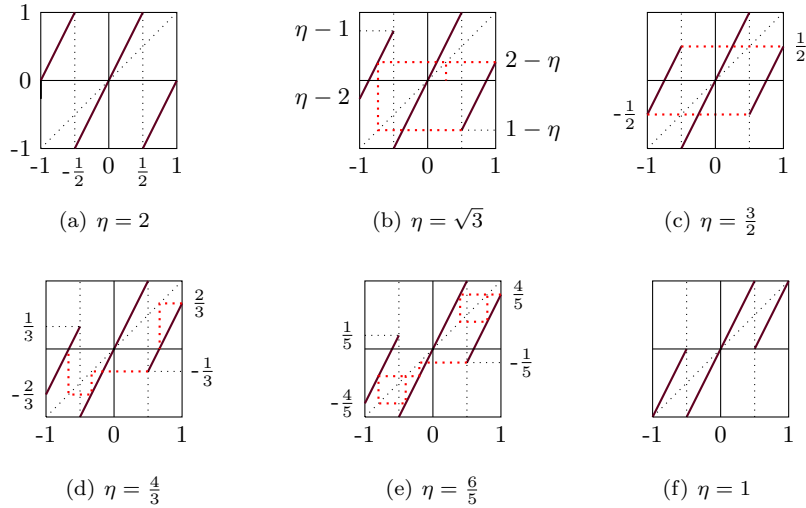 1
0
-1
-1 -1/2 0 1/2 1
(a) η = 2
η − 1
η − 2
2 − η
1 − η
-1 0 1
(b) η = √3
1/2
-1/2
-1 0 1
(c) η = 3/2
1/3
-2/3
2/3
-1/3
-1 0 1
(d) η = 4/3
1/5
-4/5
4/5
-1/5
-1 0 1
(e) η = 6/5
-1 0 1
(f) η = 1